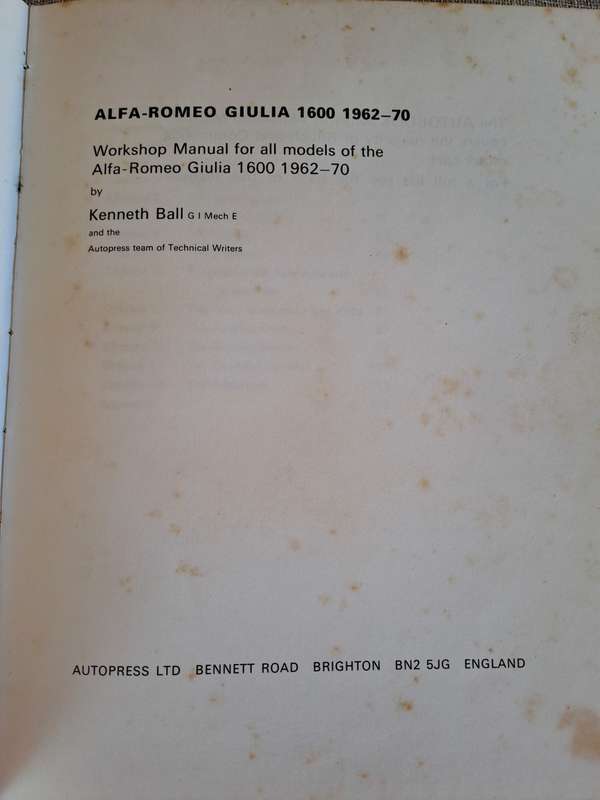 ALFA-ROMEO GIULIA 1600 1962–70
Workshop Manual for all models of the
Alfa-Romeo Giulia 1600 1962–70
by
Kenneth Ball G I Mech E
and the
Autopress team of Technical Writers
AUTOPRESS LTD BENNETT ROAD BRIGHTON BN2 5JG ENGLAND